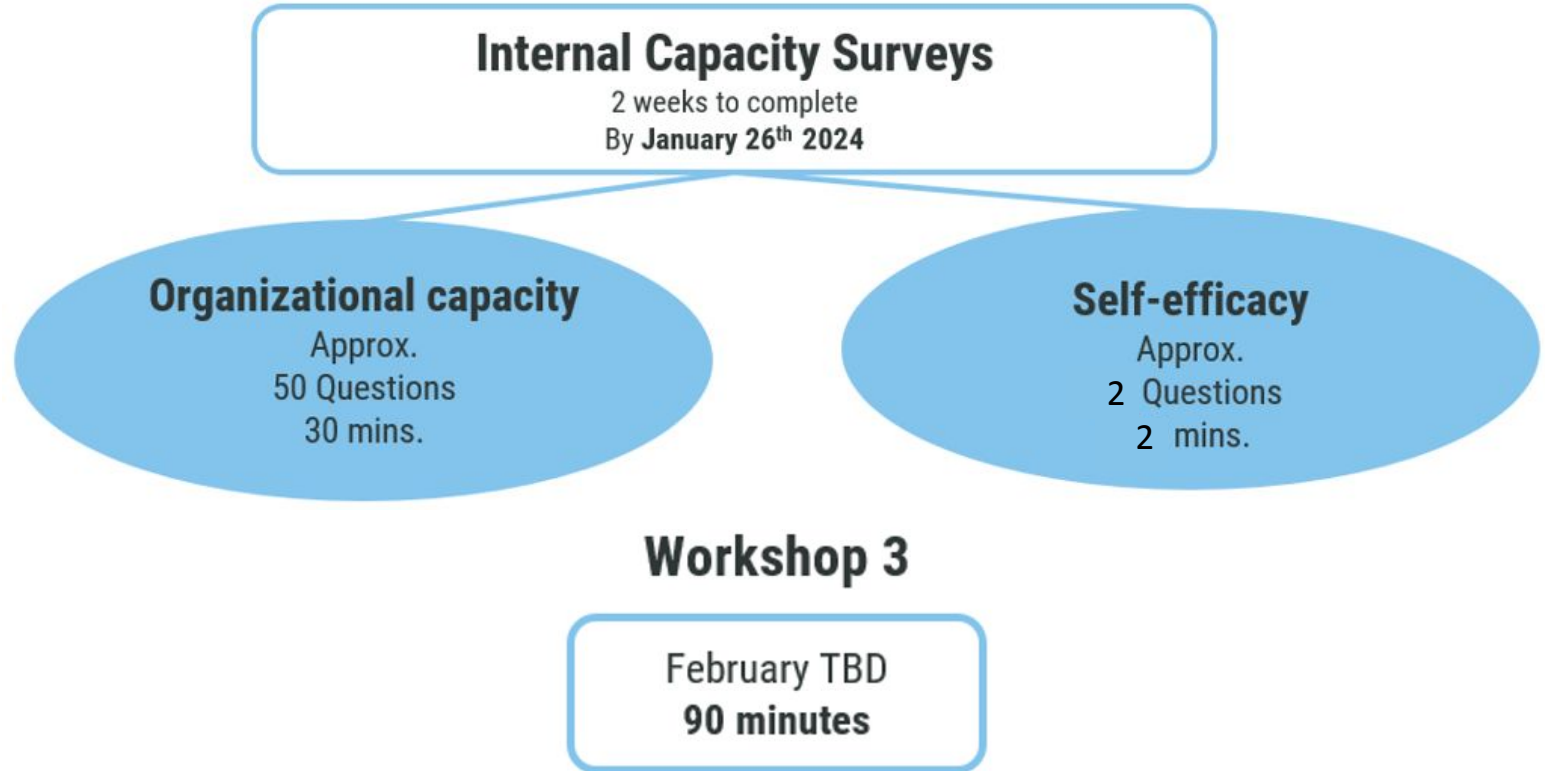 Internal Capacity Surveys
2 weeks to complete
By January 26th 2024
Organizational capacity
Approx.
50 Questions
30 mins.
Self-efficacy
Approx.
2 Questions
2 mins.
Workshop 3
February TBD
90 minutes